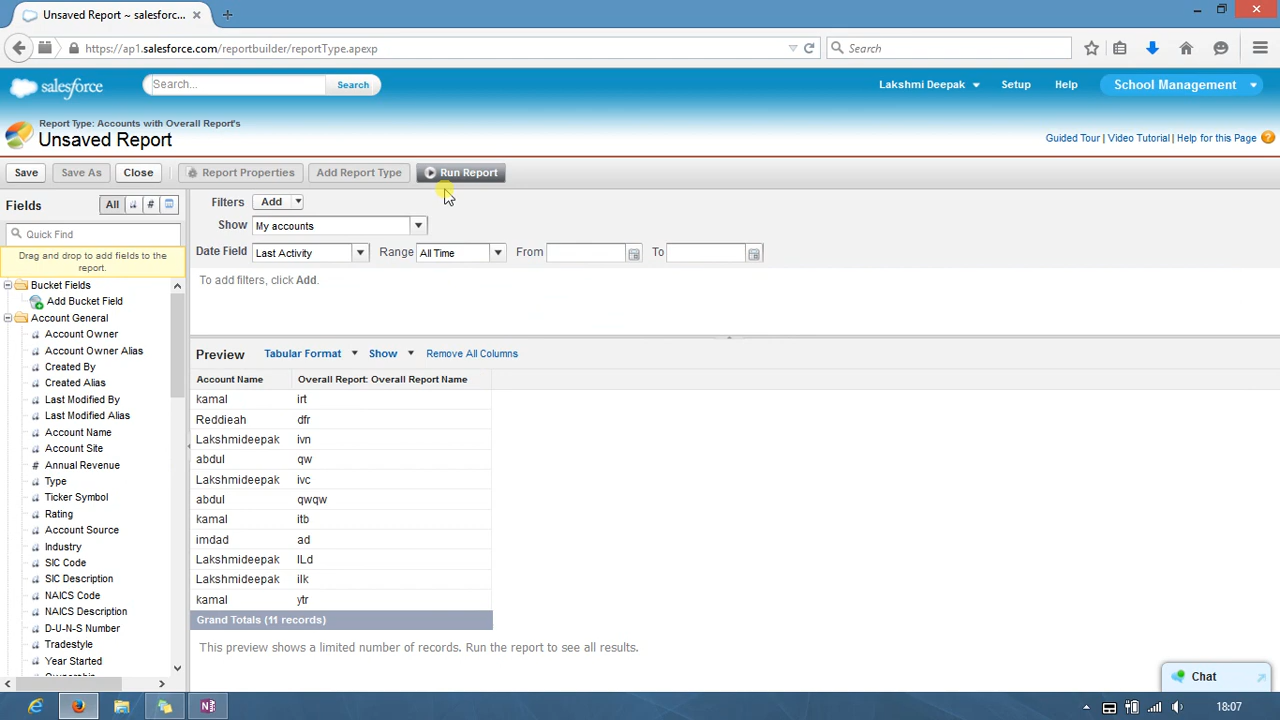 Unsaved Report ~ salesforc...
https://ap1.salesforce.com/reportbuilder/reportType.apexp
Search
salesforce
Search...
Search
Lakshmi Deepak
Setup
Help
School Management
Report Type: Accounts with Overall Report's
Unsaved Report
Guided Tour | Video Tutorial | Help for this Page
Save
Save As
Close
Report Properties
Add Report Type
Run Report
Fields
All
#
Quick Find
Drag and drop to add fields to the
report.
Bucket Fields
Add Bucket Field
Account General
Account Owner
Account Owner Alias
Created By
Created Alias
Last Modified By
Last Modified Alias
Account Name
Account Site
# Annual Revenue
Type
Ticker Symbol
Rating
Account Source
Industry
SIC Code
SIC Description
NAICS Code
NAICS Description
D-U-N-S Number
Tradestyle
Year Started
Filters Add
Show My accounts
Date Field Last Activity Range All Time From To
To add filters, click Add.
Preview Tabular Format Show Remove All Columns
Account Name Overall Report: Overall Report Name
kamal irt
Reddieah dfr
Lakshmideepak ivn
abdul qw
Lakshmideepak ivc
abdul qwqw
kamal itb
imdad ad
Lakshmideepak ILd
Lakshmideepak ilk
kamal ytr
Grand Totals (11 records)
This preview shows a limited number of records. Run the report to see all results.
Chat
18:07